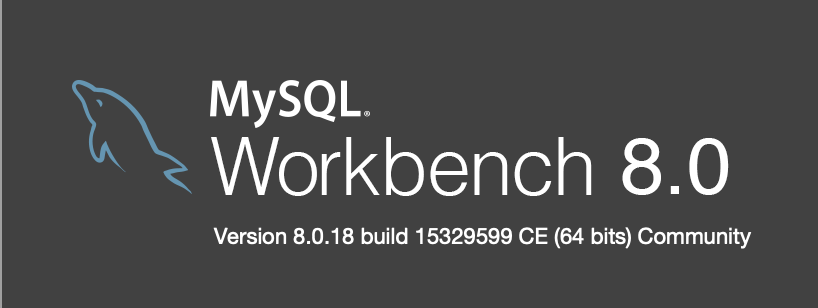 MySQL®
Workbench 8.0
Version 8.0.18 build 15329599 CE (64 bits) Community